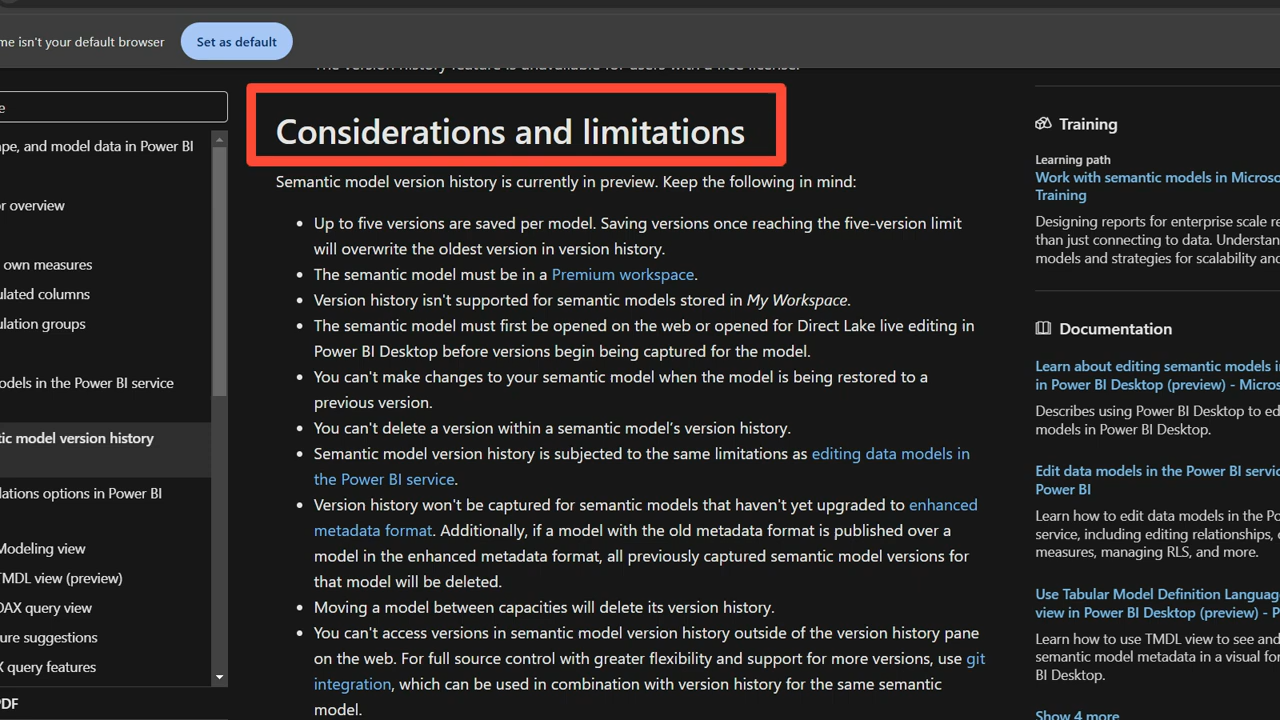 me isn't your default browser
Set as default
The version history feature is unavailable for users with a free license.
e
ape, and model data in Power BI
or overview
own measures
ulated columns
ulation groups
odels in the Power BI service
tic model version history
lations options in Power BI
Modeling view
TMDL view (preview)
DAX query view
ure suggestions
X query features
PDF
Considerations and limitations
Semantic model version history is currently in preview. Keep the following in mind:
• Up to five versions are saved per model. Saving versions once reaching the five-version limit
will overwrite the oldest version in version history.
• The semantic model must be in a Premium workspace.
• Version history isn't supported for semantic models stored in My Workspace.
• The semantic model must first be opened on the web or opened for Direct Lake live editing in
Power BI Desktop before versions begin being captured for the model.
• You can't make changes to your semantic model when the model is being restored to a
previous version.
• You can't delete a version within a semantic model's version history.
• Semantic model version history is subjected to the same limitations as editing data models in
the Power BI service.
• Version history won't be captured for semantic models that haven't yet upgraded to enhanced
metadata format. Additionally, if a model with the old metadata format is published over a
model in the enhanced metadata format, all previously captured semantic model versions for
that model will be deleted.
• Moving a model between capacities will delete its version history.
• You can't access versions in semantic model version history outside of the version history pane
on the web. For full source control with greater flexibility and support for more versions, use git
integration, which can be used in combination with version history for the same semantic
model.
Training
Learning path
Work with semantic models in Microso
Training
Designing reports for enterprise scale re
than just connecting to data. Understan
models and strategies for scalability and
Documentation
Learn about editing semantic models i
in Power BI Desktop (preview) - Micros
Describes using Power BI Desktop to ed
models in Power BI Desktop.
Edit data models in the Power BI servic
Power BI
Learn how to edit data models in the Po
service, including editing relationships, c
measures, managing RLS, and more.
Use Tabular Model Definition Language
view in Power BI Desktop (preview) - P
Learn how to use TMDL view to see and
semantic model metadata in a visual fo
BI Desktop.
Show 4 more